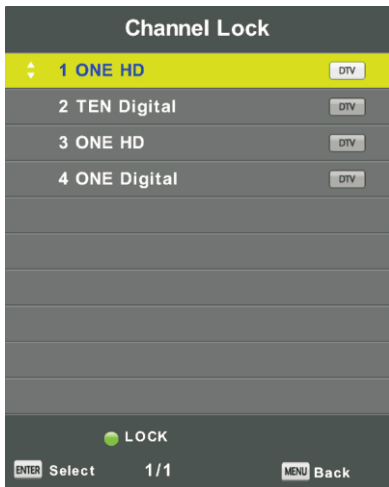 Channel Lock
1 ONE HD DTV
2 TEN Digital DTV
3 ONE HD DTV
4 ONE Digital DTV
LOCK
ENTER Select 1/1 MENU Back